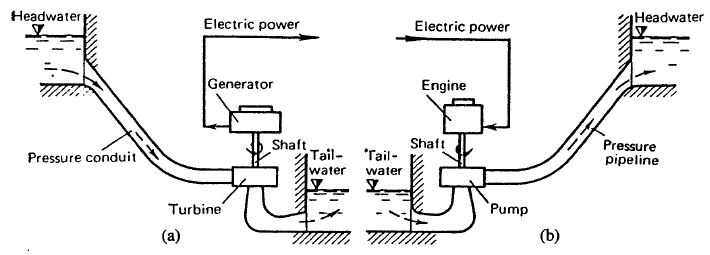 Headwater
Electric power
Generator
Shaft
Pressure conduit
Tail-
water
Turbine
(a)
Electric power
Headwater
Engine
Shaft
Pressure
pipeline
Tail-
water
Pump
(b)